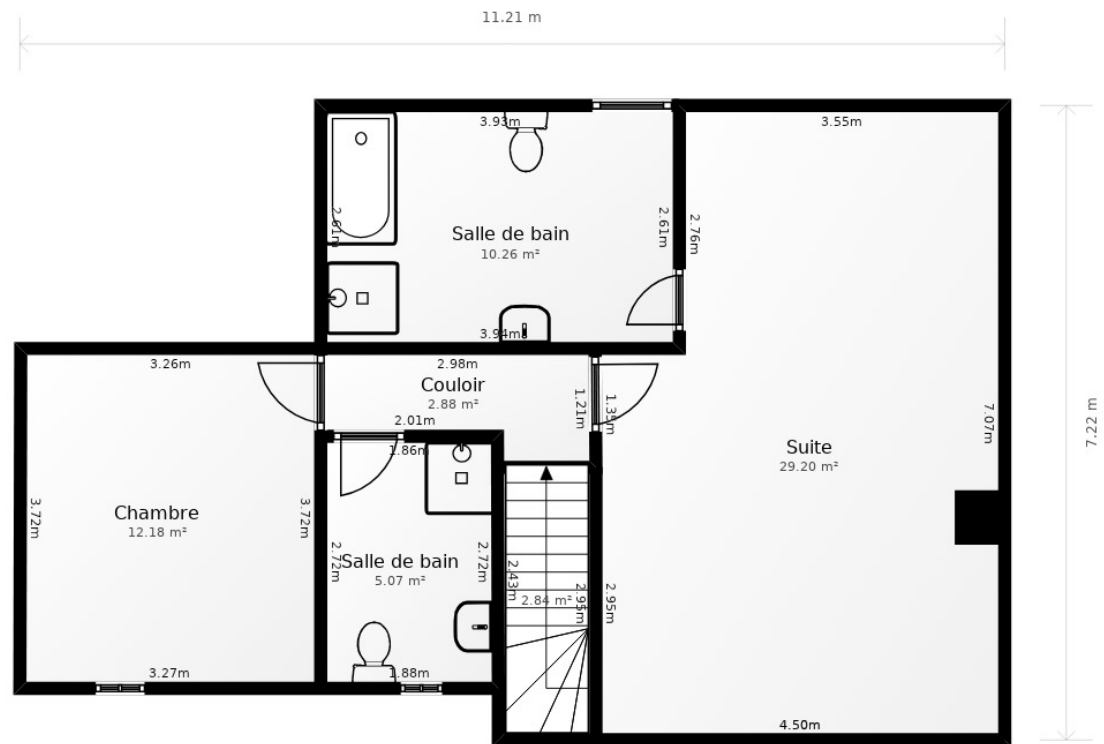 11.21 m
3.93m
3.55m
2.61m
2.61m
2.76m
Salle de bain
10.26 m²
3.94m
3.26m
2.98m
Couloir
2.88 m²
1.21m
1.35m
2.01m
1.86m
7.07m
7.22 m
Suite
29.20 m²
Chambre
12.18 m²
3.72m
3.72m
2.72m
Salle de bain
5.07 m²
2.72m
2.43m
2.84 m²
2.95m
2.95m
3.27m
1.88m
4.50m